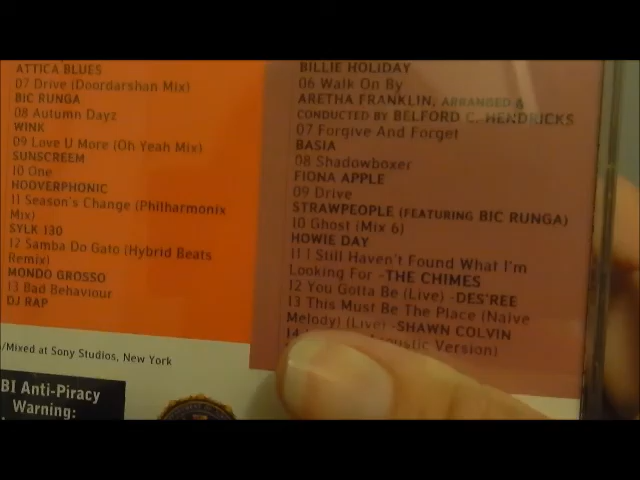 ATTICA BLUES
07 Drive (Doordarshan Mix)
BIC RUNGA
08 Autumn Dayz
WINK
09 Love U More (Oh Yeah Mix)
SUNSCREEM
10 One
HOOVERPHONIC
11 Season's Change (Philharmonix
Mix)
SYLK 130
12 Samba Do Gato (Hybrid Beats
Remix)
MONDO GROSSO
13 Bad Behaviour
DJ RAP
/Mixed at Sony Studios, New York
BI Anti-Piracy
Warning:
BILLIE HOLIDAY
06 Walk On By
ARETHA FRANKLIN, ARRANGED &
CONDUCTED BY BELFORD C. HENDRICKS
07 Forgive And Forget
BASIA
08 Shadowboxer
FIONA APPLE
09 Drive
STRAWPEOPLE (FEATURING BIC RUNGA)
10 Ghost (Mix 6)
HOWIE DAY
11 I Still Haven't Found What I'm
Looking For -THE CHIMES
12 You Gotta Be (Live) -DES'REE
13 This Must Be The Place (Naive
Melody) (Live) -SHAWN COLVIN
14 Version)